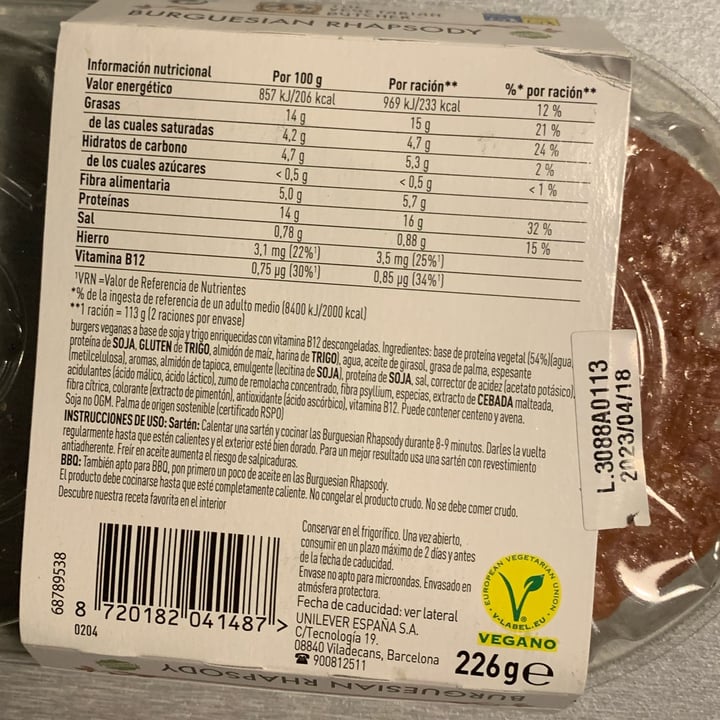 VEGETARIAN
BUTCHER
BURGUESIAN RHAPSODY
Información nutricional Por 100 g Por ración** %* por ración**
Valor energético 857 kJ/206 kcal 969 kJ/233 kcal 12 %
Grasas 14 g 15 g 21 %
de las cuales saturadas 4,2 g 4,7 g 24 %
Hidratos de carbono 4,7 g 5,3 g 2 %
de los cuales azúcares <0,5 g <0,5 g <1 %
Fibra alimentaria 5,0 g 5,7 g
Proteínas 14 g 16 g 32 %
Sal 0,78 g 0,88 g 15 %
Hierro 3,1 mg (22%¹) 3,5 mg (25%¹)
Vitamina B12 0,75 µg (30%¹) 0,85 µg (34%¹)
¹VRN =Valor de Referencia de Nutrientes
*% de la ingesta de referencia de un adulto medio (8400 kJ/2000 kcal)
**1 ración = 113 g (2 raciones por envase)
burgers veganas a base de soja y trigo enriquecidas con vitamina B12 descongeladas. Ingredientes: base de proteína vegetal (54%)(agua,
proteína de SOJA, GLUTEN de TRIGO, almidón de maíz, harina de TRIGO), agua, aceite de girasol, grasa de palma, espesante
(metilcelulosa), aromas, almidón de tapioca, emulgente (lecitina de SOJA), proteína de SOJA, sal, corrector de acidez (acetato potásico),
acidulantes (ácido málico, ácido láctico), zumo de remolacha concentrado, fibra psyllium, especias, extracto de CEBADA malteada,
fibra cítrica, colorante (extracto de pimentón), antioxidante (ácido ascórbico), vitamina B12. Puede contener centeno y avena.
Soja no OGM. Palma de origen sostenible (certificado RSPO)
INSTRUCCIONES DE USO: Sartén: Calentar una sartén y cocinar las Burguesian Rhapsody durante 8-9 minutos. Darles la vuelta
regularmente hasta que estén calientes y el exterior esté bien dorado. Para un mejor resultado usa una sartén con revestimiento
antiadherente. Freír en aceite aumenta el riesgo de salpicaduras.
BBQ: También apto para BBQ, pon primero un poco de aceite en las Burguesian Rhapsody.
El producto debe cocinarse hasta que esté completamente caliente. No congelar el producto crudo. No se debe comer crudo.
Descubre nuestra receta favorita en el interior
L.3088A0113
2023/04/18
68789538
8 720182 041487 >
0204
Conservar en el frigorífico. Una vez abierto,
consumir en un plazo máximo de 2 días y antes
de la fecha de caducidad.
Envase no apto para microondas. Envasado en
atmósfera protectora.
Fecha de caducidad: ver lateral
UNILEVER ESPAÑA S.A.
C/Tecnología 19,
08840 Viladecans, Barcelona
☎ 900812511
EUROPEAN VEGETARIAN UNION
V-LABEL.EU
VEGANO
226ge
BURGUESIAN RHAPSODY